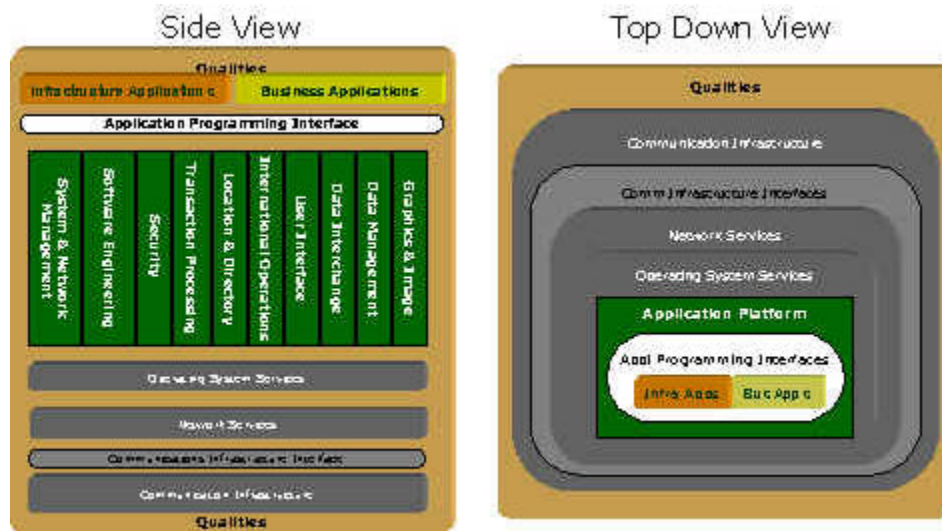 Side View
Qualities
Infrastructure Applications
Business Applications
Application Programming Interface
System & Network
Management
Software Engineering
Security
Transaction Processing
Location & Directory
International Operations
User Interface
Data Interchange
Data Management
Graphics & Image
Operating System Services
Network Services
Communications Infrastructure Interface
Communication Infrastructure
Qualities
Top Down View
Qualities
Communication Infrastructure
Comm Infrastructure Interfaces
Network Services
Operating System Services
Application Platform
Appl Programming Interfaces
Infra Apps
Bus Apps